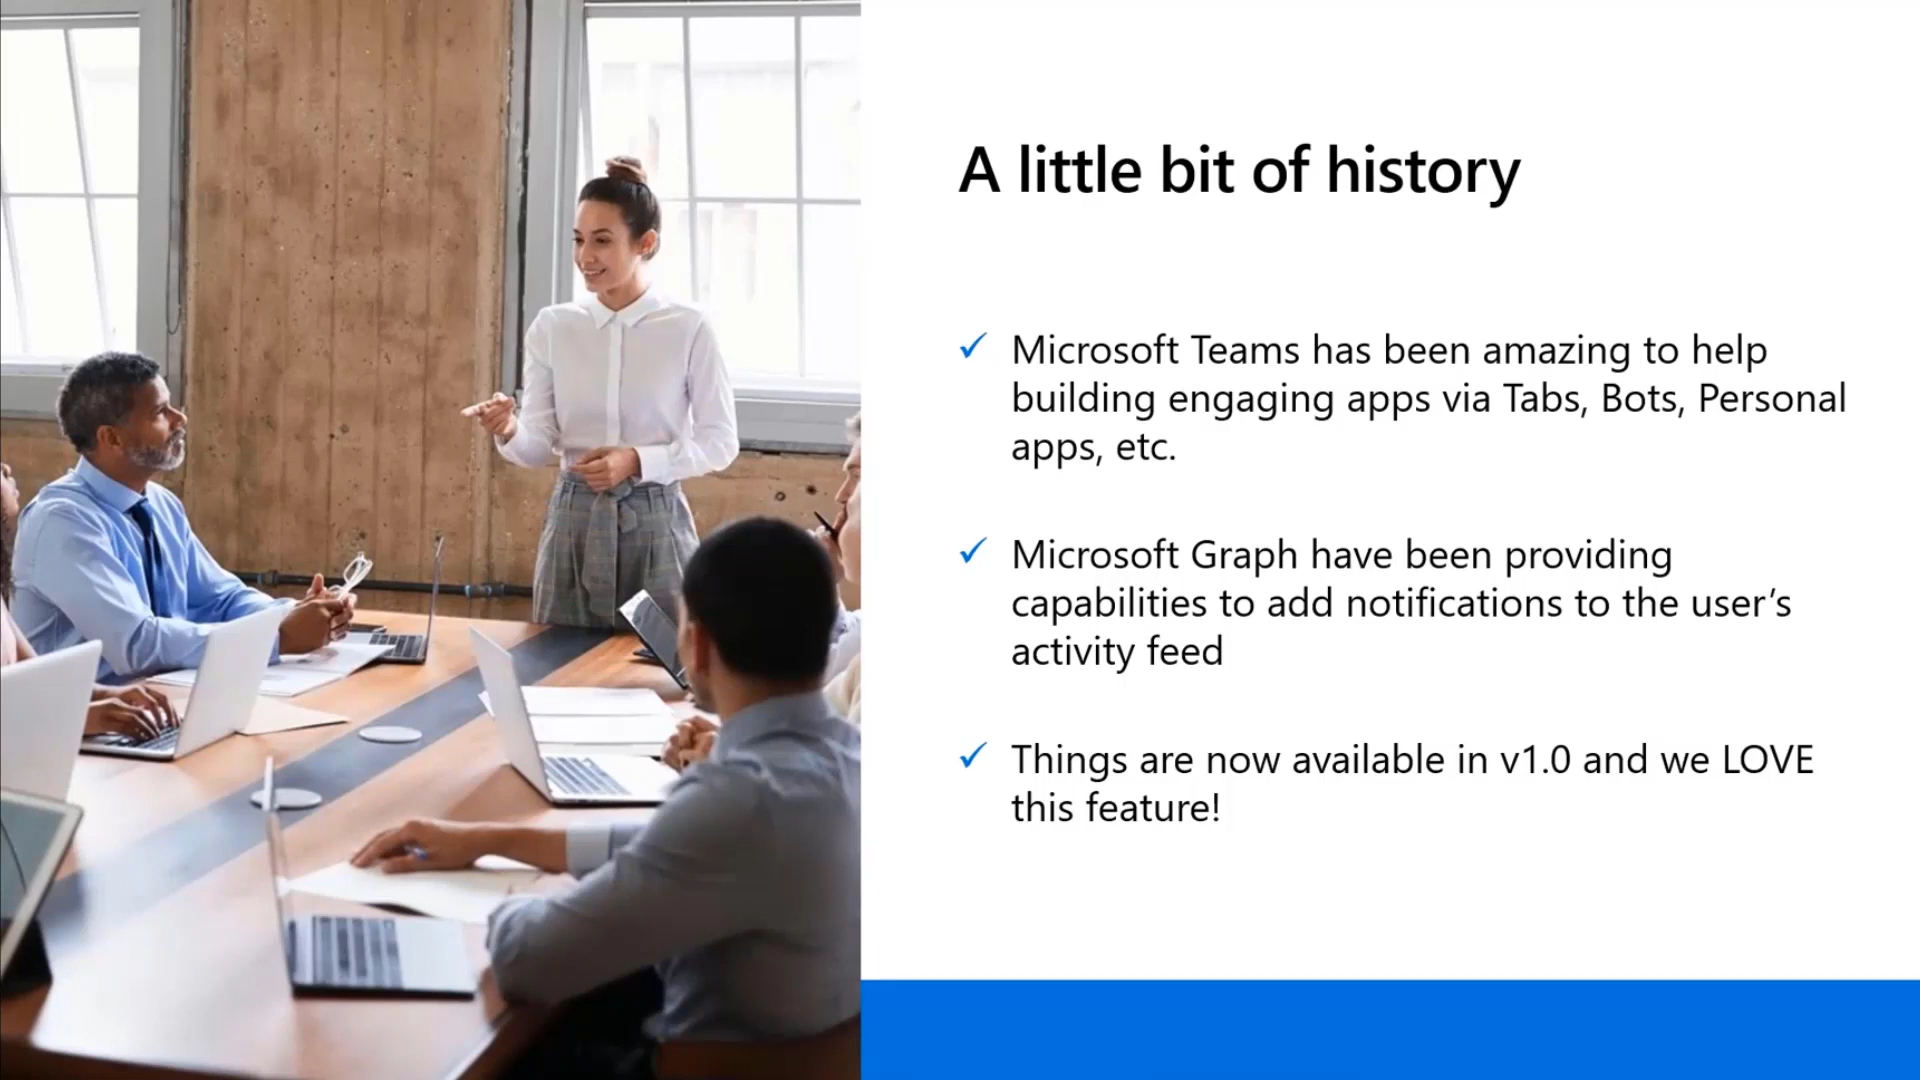 A little bit of history
Microsoft Teams has been amazing to help
building engaging apps via Tabs, Bots, Personal
apps, etc.
Microsoft Graph have been providing
capabilities to add notifications to the user’s
activity feed
Things are now available in v1.0 and we LOVE
this feature!